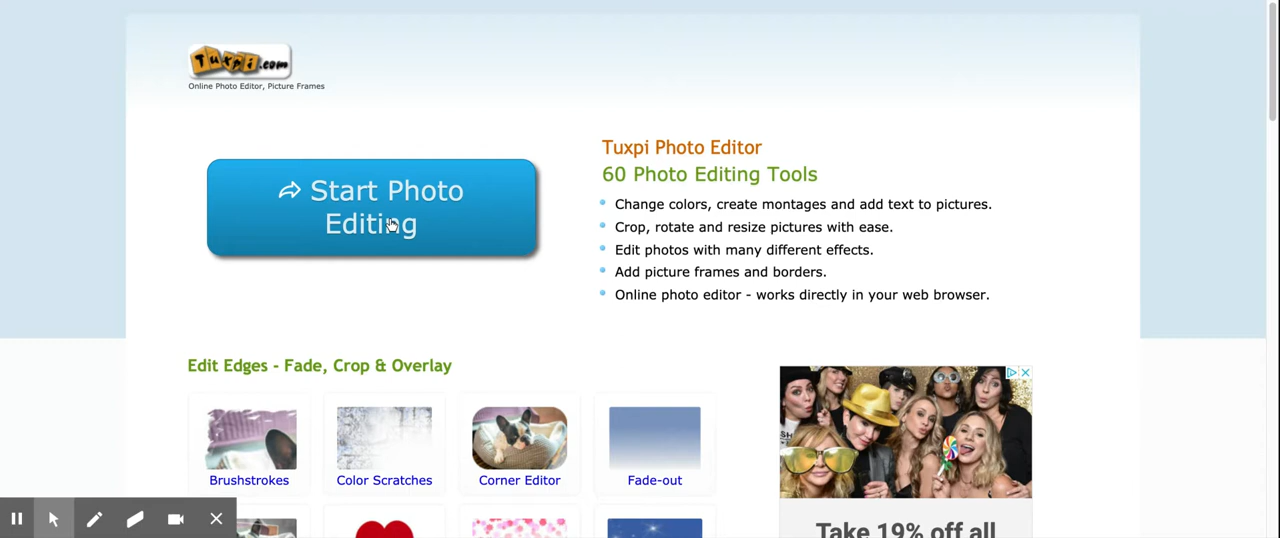 Tuxpi.com
Online Photo Editor, Picture Frames
Start Photo
Editing
Tuxpi Photo Editor
60 Photo Editing Tools
Change colors, create montages and add text to pictures.
Crop, rotate and resize pictures with ease.
Edit photos with many different effects.
Add picture frames and borders.
Online photo editor - works directly in your web browser.
Edit Edges - Fade, Crop & Overlay
Brushstrokes
Color Scratches
Corner Editor
Fade-out
Take 19% off all